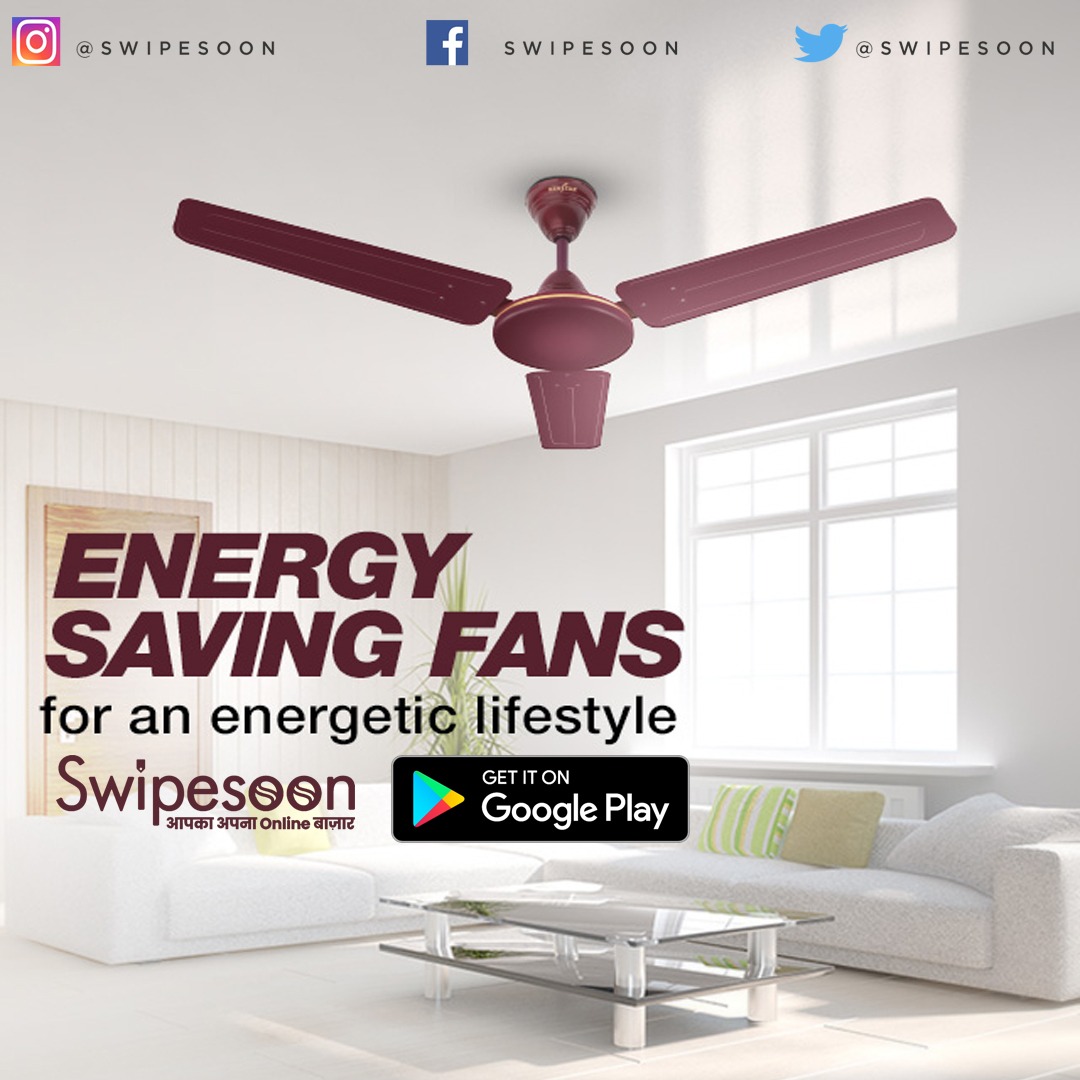 @SWIPESOON
SWIPESOON
@SWIPESOON
ENERGY
SAVING FANS
for an energetic lifestyle
Swipesoon
आपका अपना Online बाज़ार
GET IT ON
Google Play